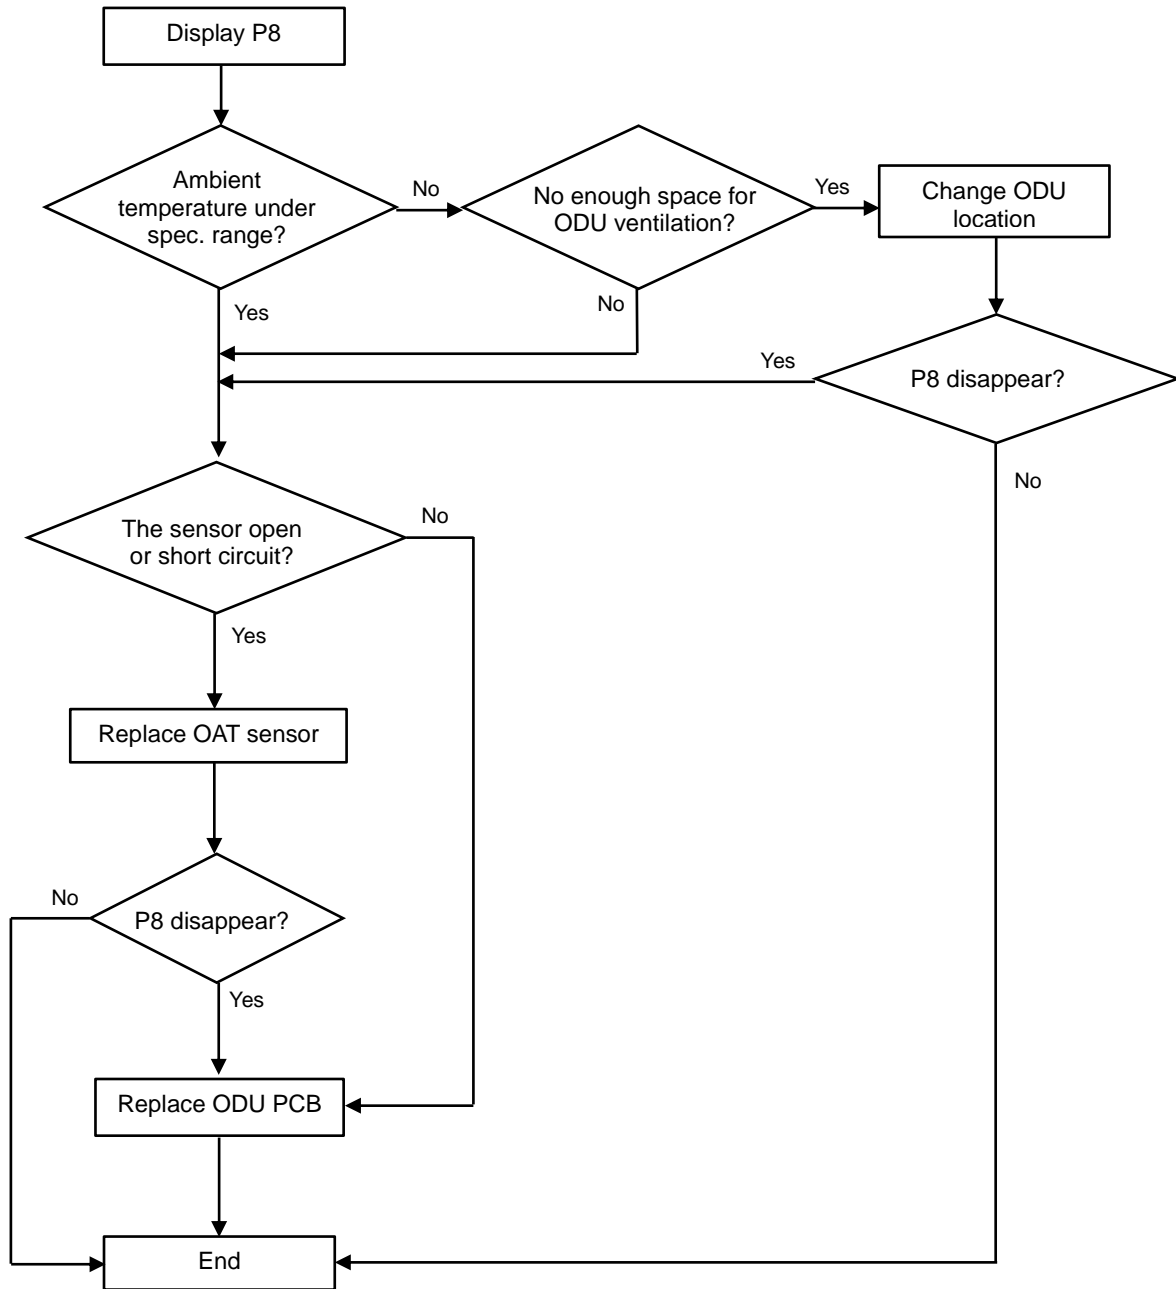 Display P8
Ambient
temperature under
spec. range?
No
No enough space for
ODU ventilation?
Yes
Change ODU
location
Yes
No
Yes
P8 disappear?
No
The sensor open
or short circuit?
No
Yes
Replace OAT sensor
No
P8 disappear?
Yes
Replace ODU PCB
End